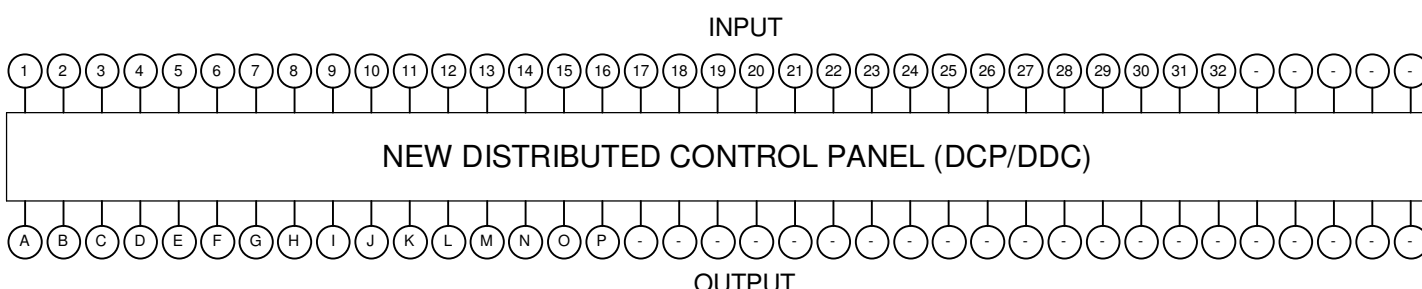 INPUT
1 2 3 4 5 6 7 8 9 10 11 12 13 14 15 16 17 18 19 20 21 22 23 24 25 26 27 28 29 30 31 32 - - - - -
NEW DISTRIBUTED CONTROL PANEL (DCP/DDC)
A B C D E F G H I J K L M N O P - - - - - - - - - - - - - - - - - - - - -
OUTPUT